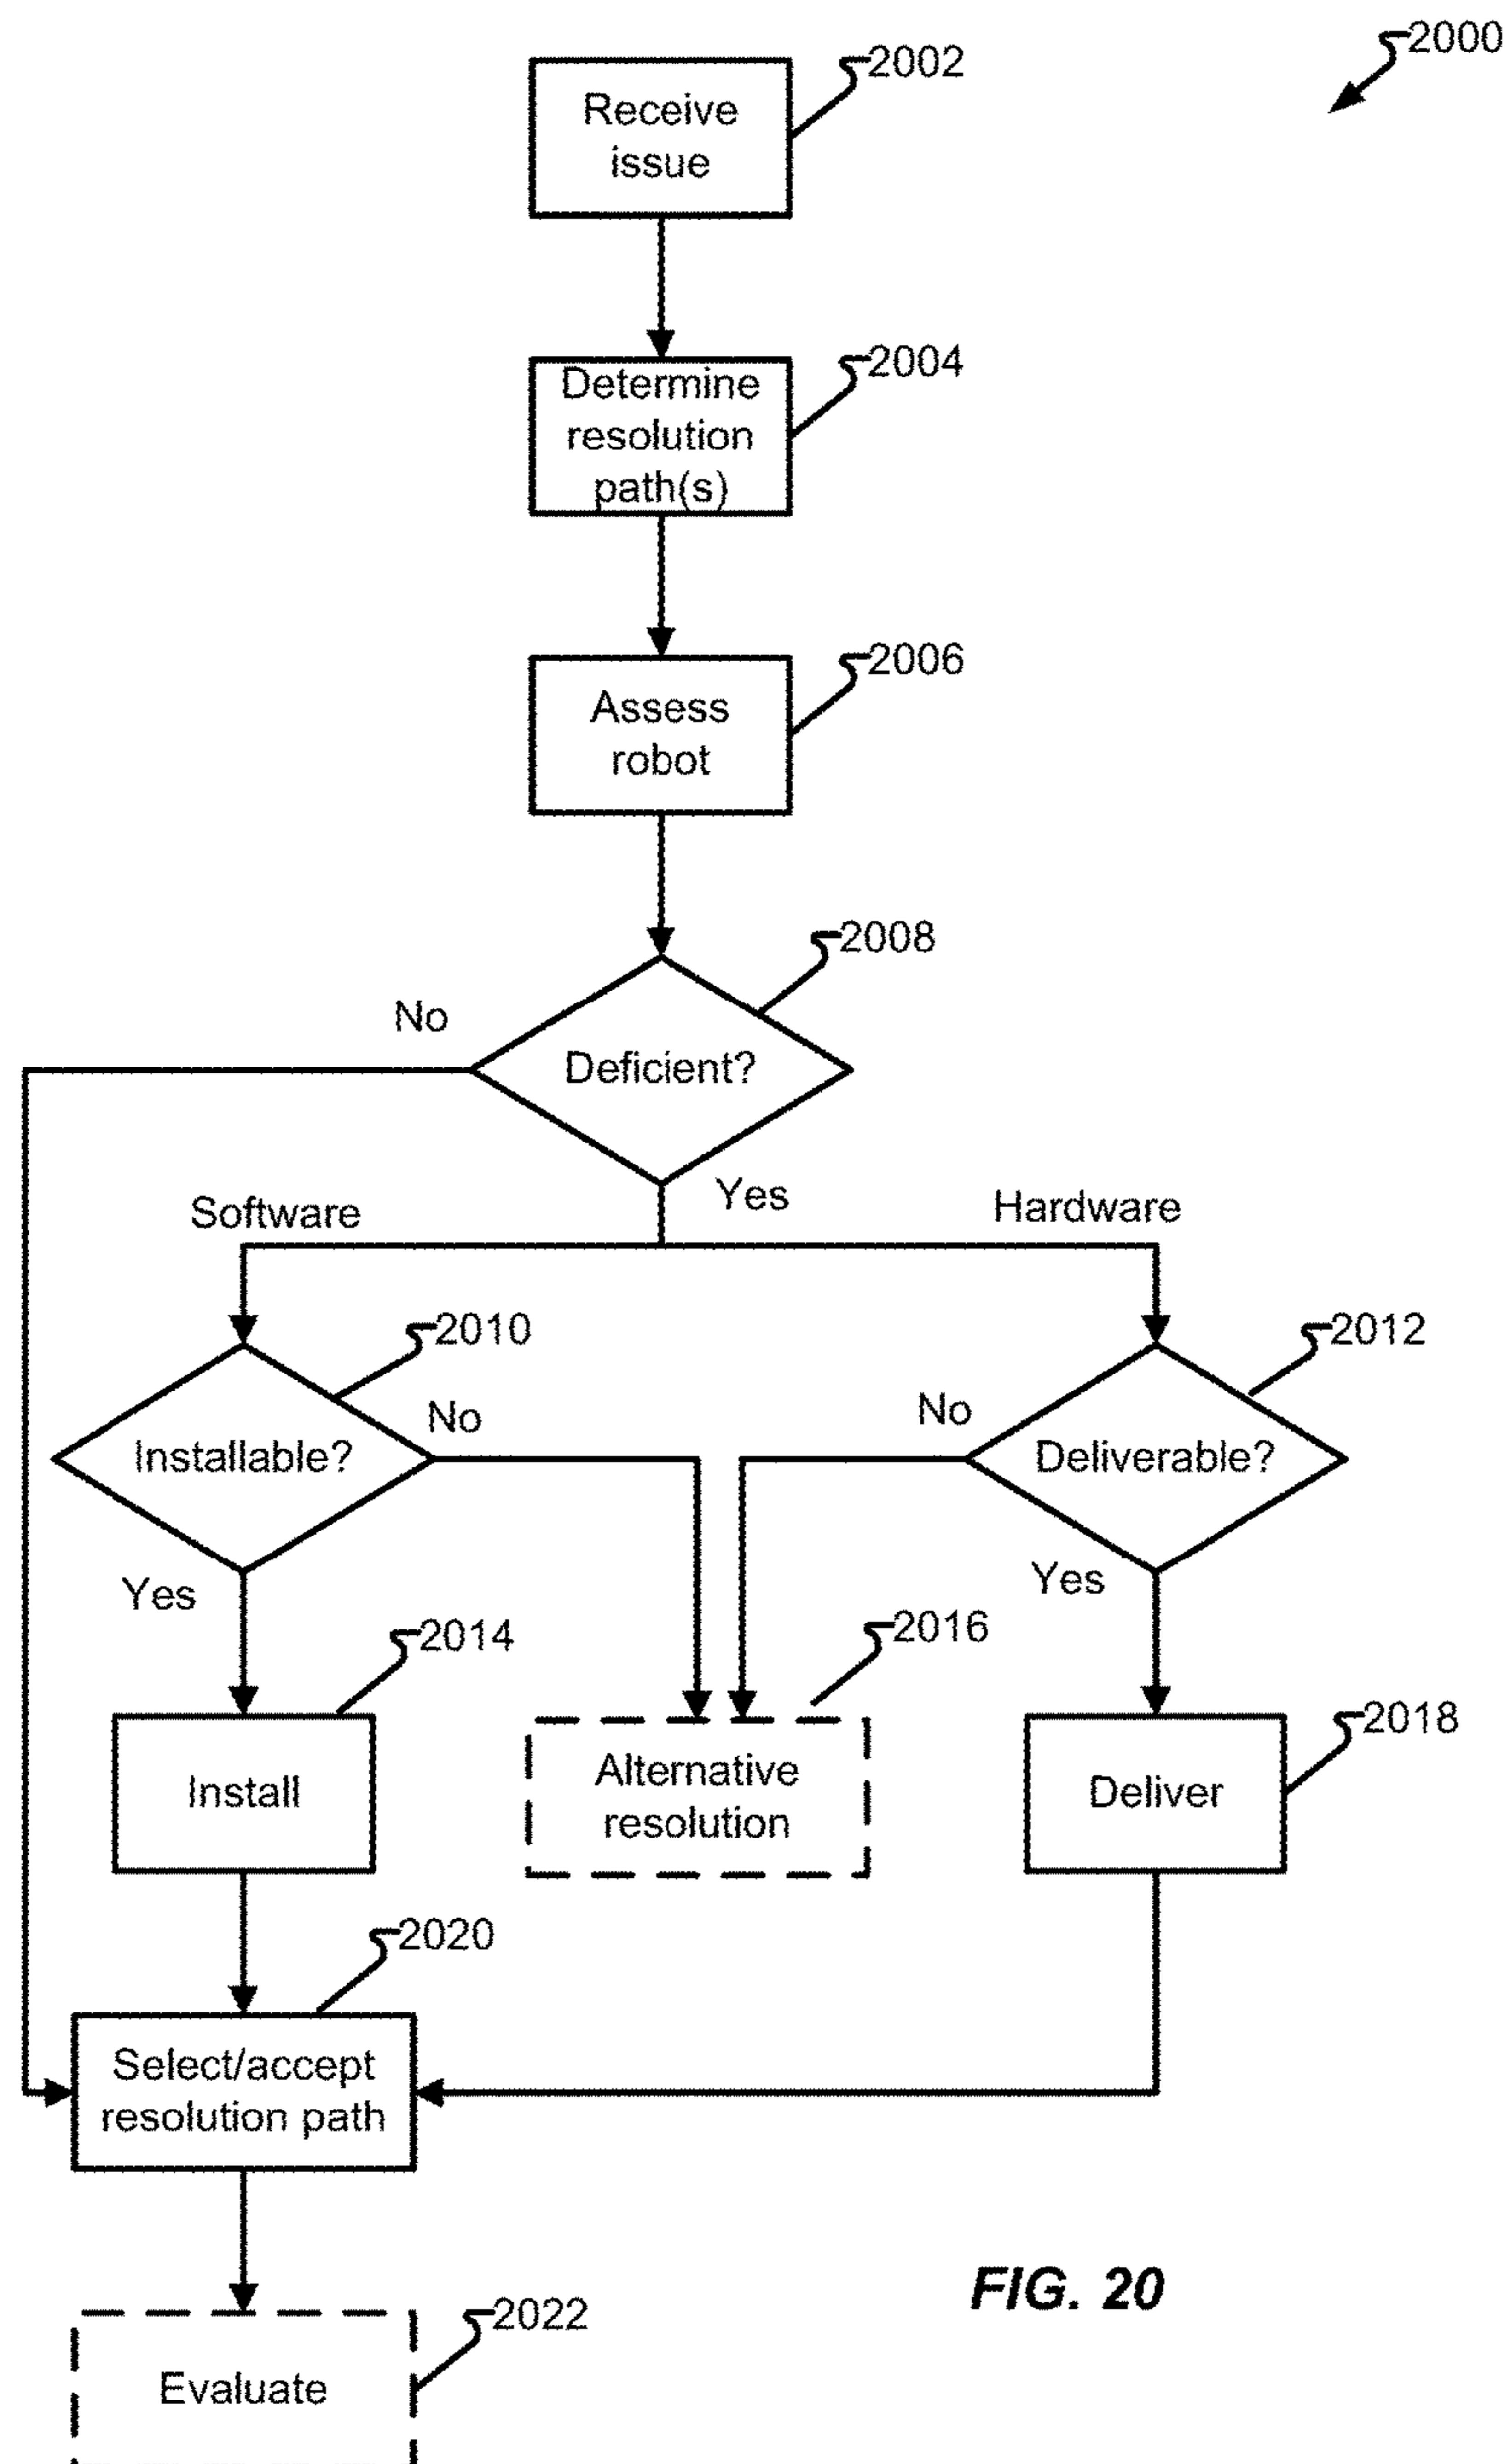 2000
2002
Receive
issue
2004
Determine
resolution
path(s)
2006
Assess
robot
2008
No
Deficient?
Yes
Software
Hardware
2010
2012
No
No
Installable?
Deliverable?
Yes
Yes
2014
2016
2018
Install
Alternative
resolution
Deliver
2020
Select/accept
resolution path
FIG. 20
2022
Evaluate